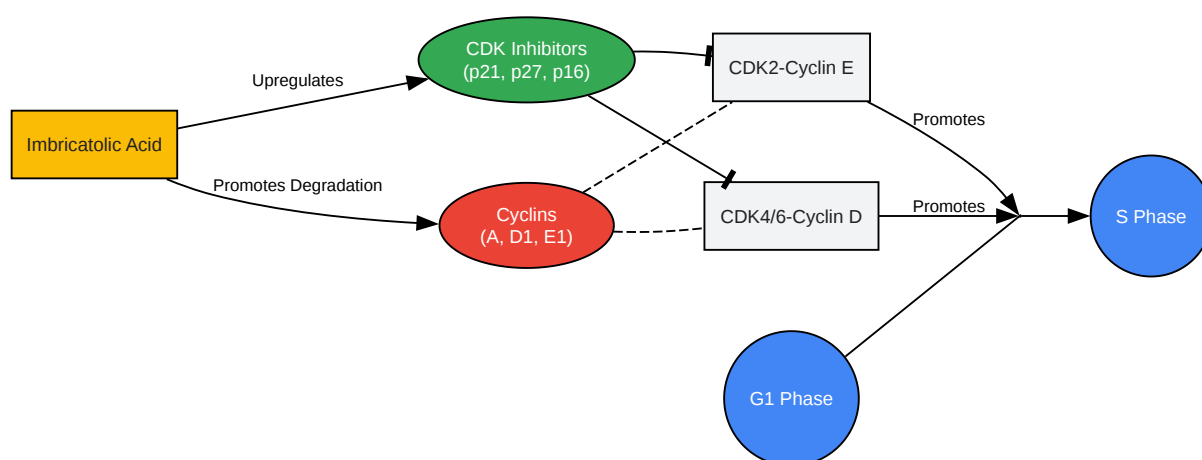 CDK Inhibitors
(p21, p27, p16)
CDK2-Cyclin E
Upregulates
Promotes
Imbricatolic Acid
Promotes Degradation
Cyclins
(A, D1, E1)
CDK4/6-Cyclin D
Promotes
S Phase
G1 Phase